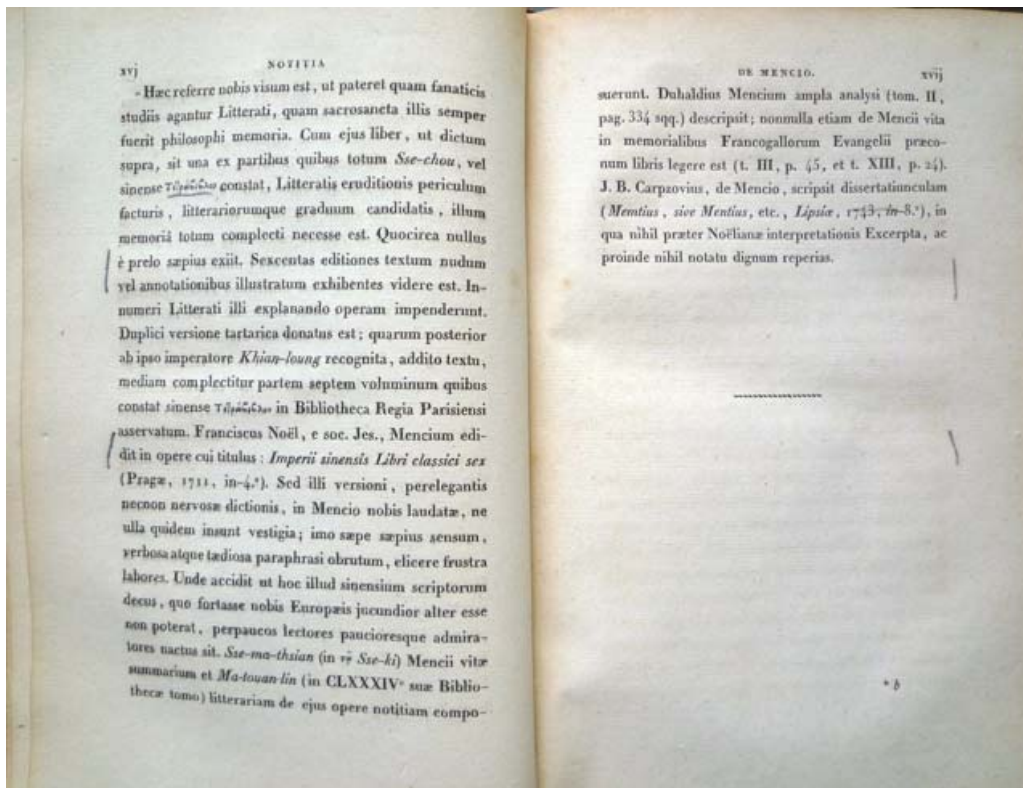 xvj
NOTITIA
Hæc referre nobis visum est, ut pateret quam fanaticis
studiis agantur Litterati, quam sacrosancta illis semper
fuerit philosophi memoria. Cum ejus liber, ut dictum
supra, sit una ex partibus quibus totum Sse-chou, vel
sinense constat, Litteratis eruditionis periculum
facturis, litterariorumque graduum candidatis, illum
memoriâ totum complecti necesse est. Quocirca nullus
è prelo sæpius exiit. Sexcentas editiones textum nudum
vel annotationibus illustratum exhibentes videre est. In-
numeri Litterati illi explanando operam impenderunt.
Duplici versione tartarica donatus est; quarum posterior
ab ipso imperatore Khian-loung recognita, addito textu,
mediam complectitur partem septem voluminum quibus
constat sinense in Bibliotheca Regia Parisiensi
asservatum. Franciscus Noël, e soc. Jes., Mencium edi-
dit in opere cui titulus: Imperii sinensis Libri classici sex
(Pragæ, 1711, in-4.°). Sed illi versioni, perelegantis
necnon nervosæ dictionis, in Mencio nobis laudatæ, ne
ulla quidem insunt vestigia; imo sæpe sæpius sensum,
verbosa atque tædiosa paraphrasi obrutum, elicere frustra
labores. Unde accidit ut hoc illud sinensium scriptorum
decus, quo fortasse nobis Europæis jucundior alter esse
non poterat, perpaucos lectores paucioresque admira-
tores nactus sit. Sse-ma-thsian (in Sse-ki) Mencii vitæ
summarium et Ma-touan-lin (in CLXXXIV° suæ Biblio-
thecæ tomo) litterariam de ejus opere notitiam compo-
DE MENCIO.
xvij
suerunt. Duhaldius Mencium ampla analysi (tom. II,
pag. 334 sqq.) descripsit; nonnulla etiam de Mencii vita
in memorialibus Francogallorum Evangelii præco-
num libris legere est (t. III, p. 45, et t. XIII, p. 24).
J. B. Carpzovius, de Mencio, scripsit dissertatiunculam
(Memtius, sive Mentius, etc., Lipsiæ, 1743, in-8.°), in
qua nihil præter Noëlianæ interpretationis Excerpta, ac
proinde nihil notatu dignum reperias.
* b